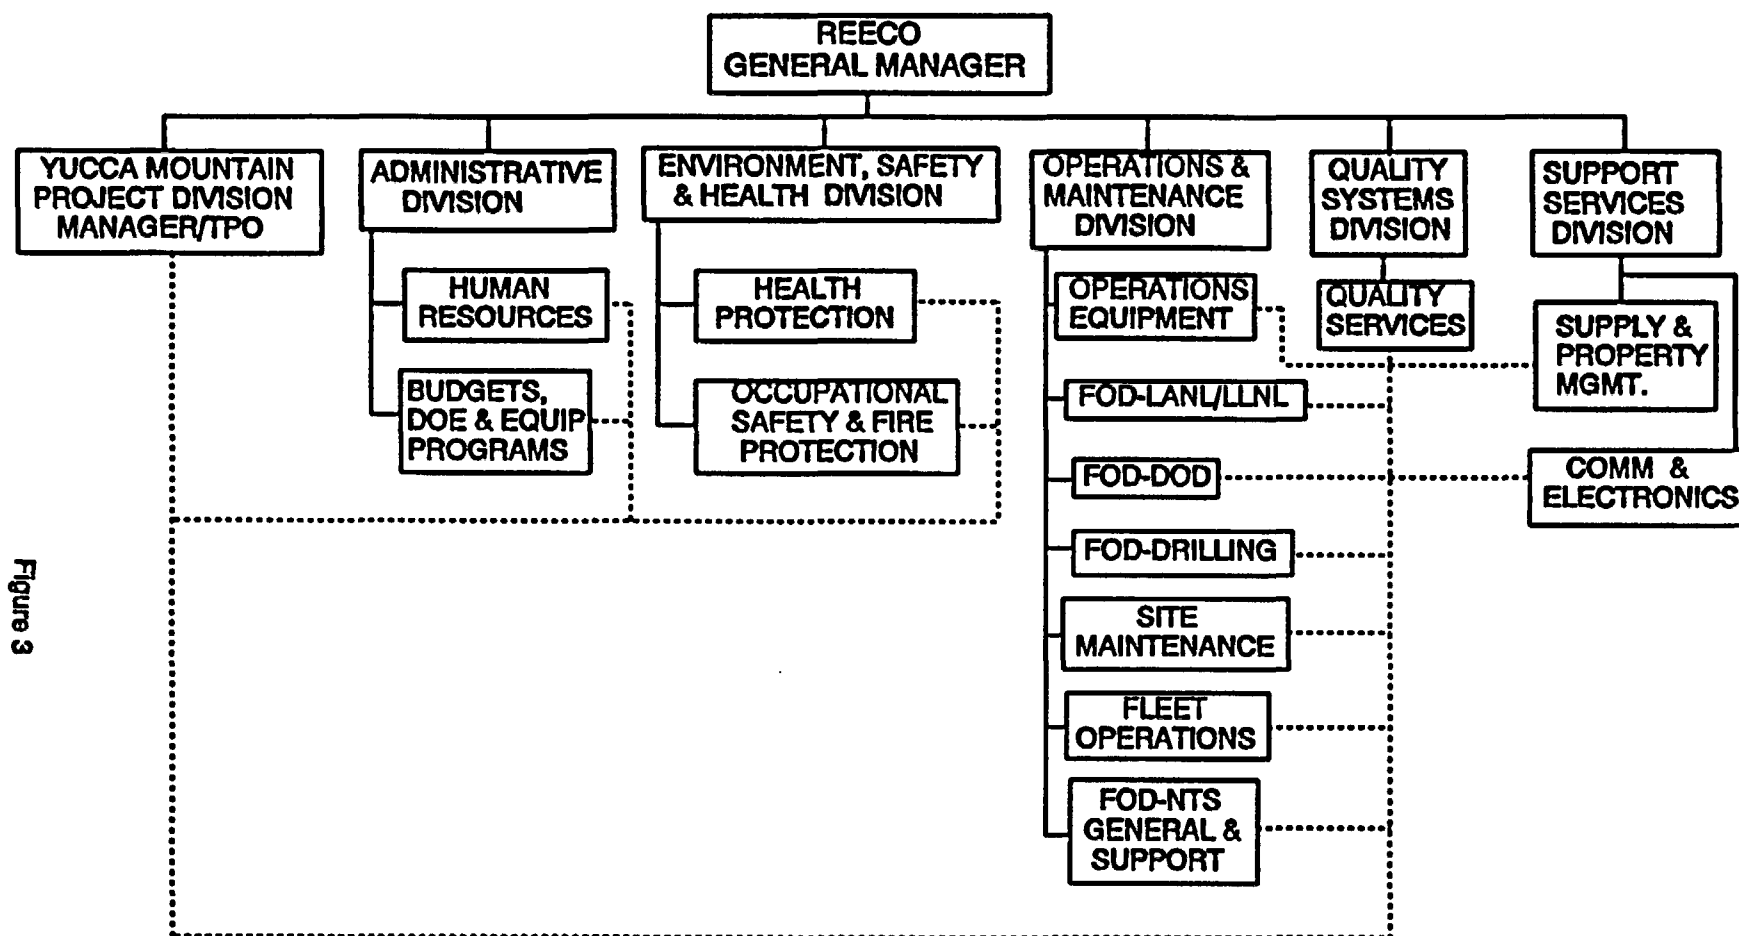 REECO
GENERAL MANAGER
YUCCA MOUNTAIN
PROJECT DIVISION
MANAGER/TPO
ADMINISTRATIVE
DIVISION
HUMAN
RESOURCES
BUDGETS,
DOE & EQUIP
PROGRAMS
ENVIRONMENT, SAFETY
& HEALTH DIVISION
HEALTH
PROTECTION
OCCUPATIONAL
SAFETY & FIRE
PROTECTION
OPERATIONS &
MAINTENANCE
DIVISION
OPERATIONS
EQUIPMENT
FOD-LANL/LLNL
FOD-DOD
FOD-DRILLING
SITE
MAINTENANCE
FLEET
OPERATIONS
FOD-NTS
GENERAL &
SUPPORT
QUALITY
SYSTEMS
DIVISION
QUALITY
SERVICES
SUPPORT
SERVICES
DIVISION
SUPPLY &
PROPERTY
MGMT.
COMM &
ELECTRONICS
Figure 3